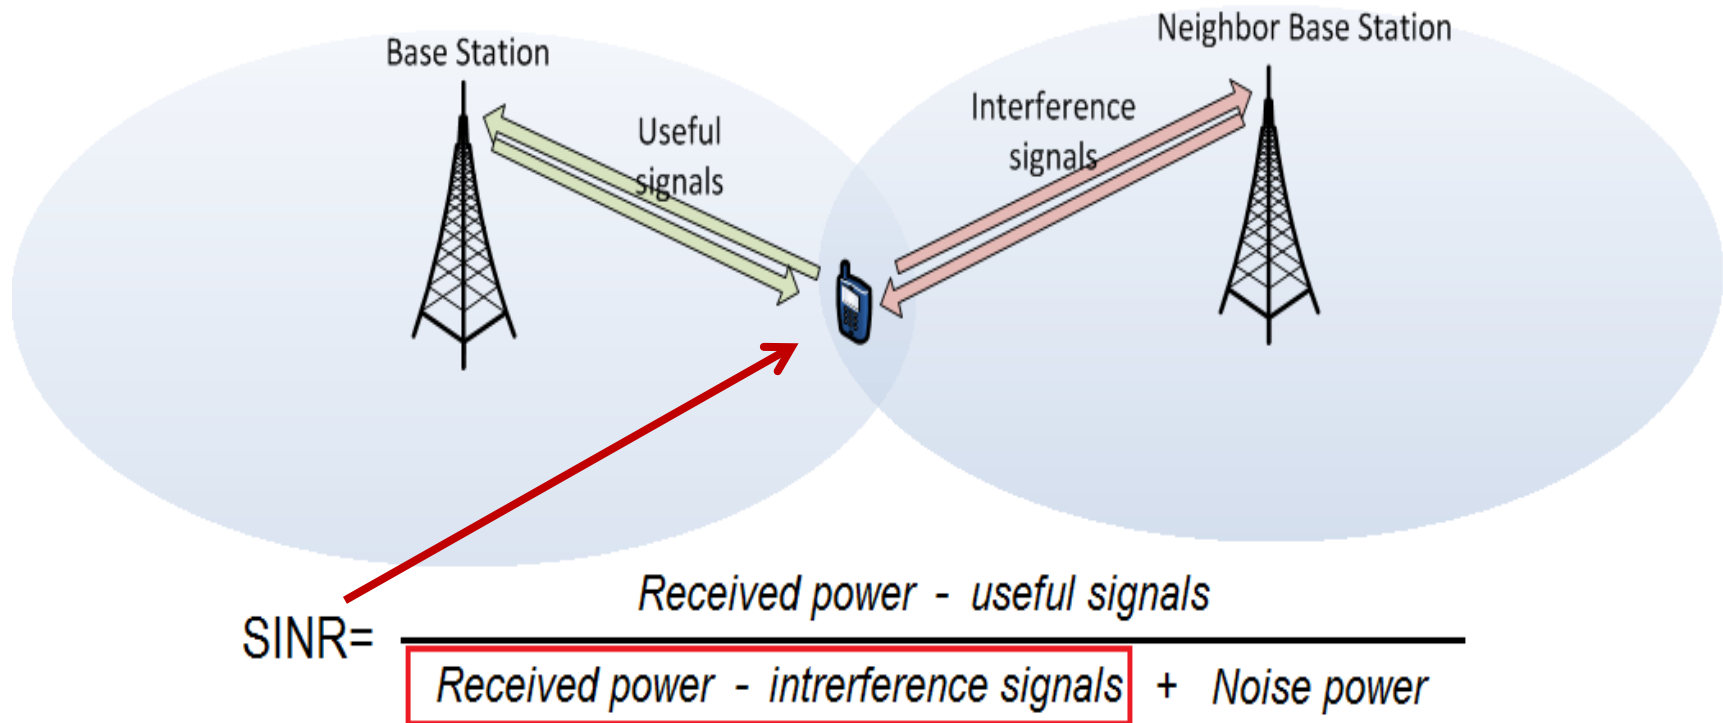 Base Station
Neighbor Base Station
Useful
signals
Interference
signals
SINR=
Received power - useful signals
Received power - intrerference signals + Noise power